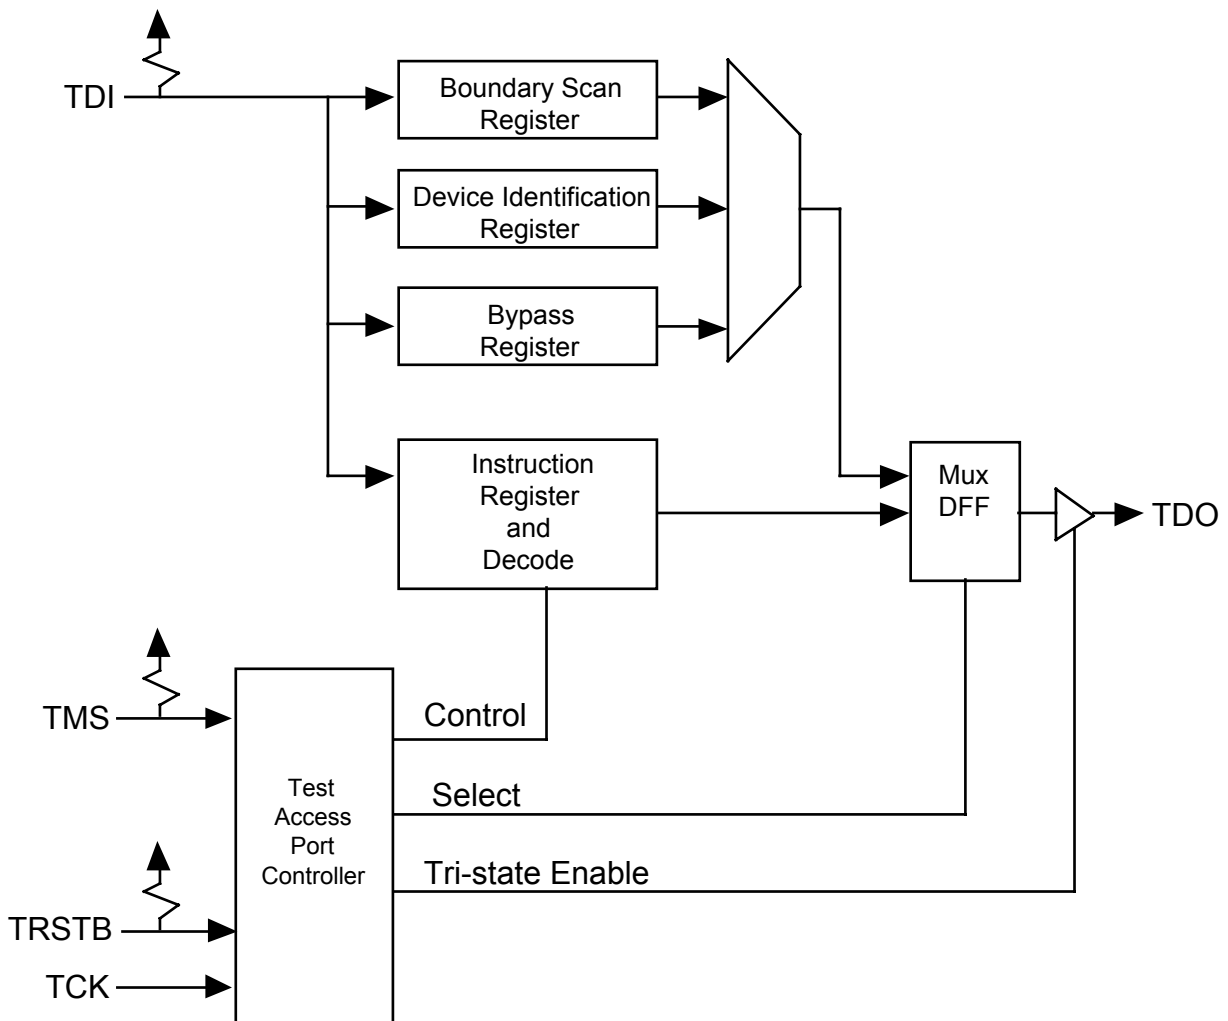 TDI
Boundary Scan
Register
Device Identification
Register
Bypass
Register
Instruction
Register
and
Decode
Mux
DFF
TDO
TMS
Control
Test
Access
Port
Controller
Select
Tri-state Enable
TRSTB
TCK